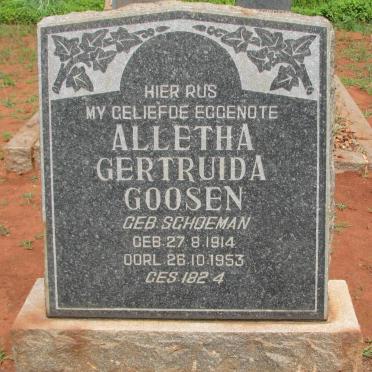 HIER RUS
MY GELIEFDE EGGENOTE
ALLETHA
GERTRUIDA
GOOSEN
GEB. SCHOEMAN
GEB. 27·8·1914
OORL. 26·10·1953
GES. 182·4